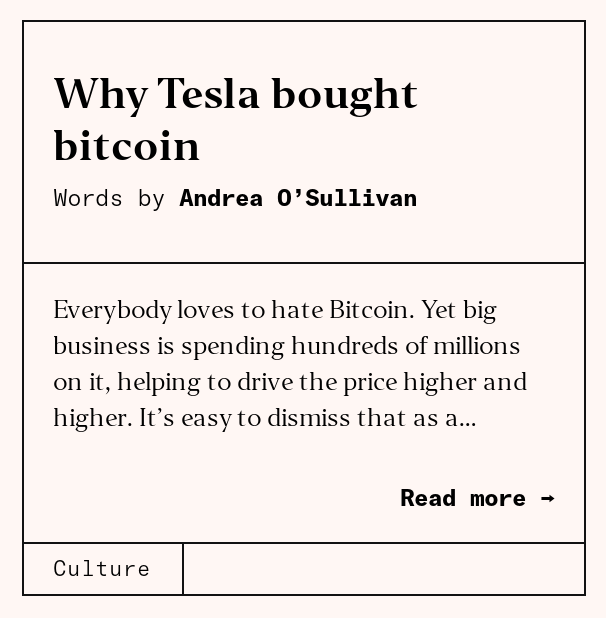 Why Tesla bought
bitcoin
Words by Andrea O’Sullivan
Everybody loves to hate Bitcoin. Yet big
business is spending hundreds of millions
on it, helping to drive the price higher and
higher. It’s easy to dismiss that as a...
Read more →
Culture